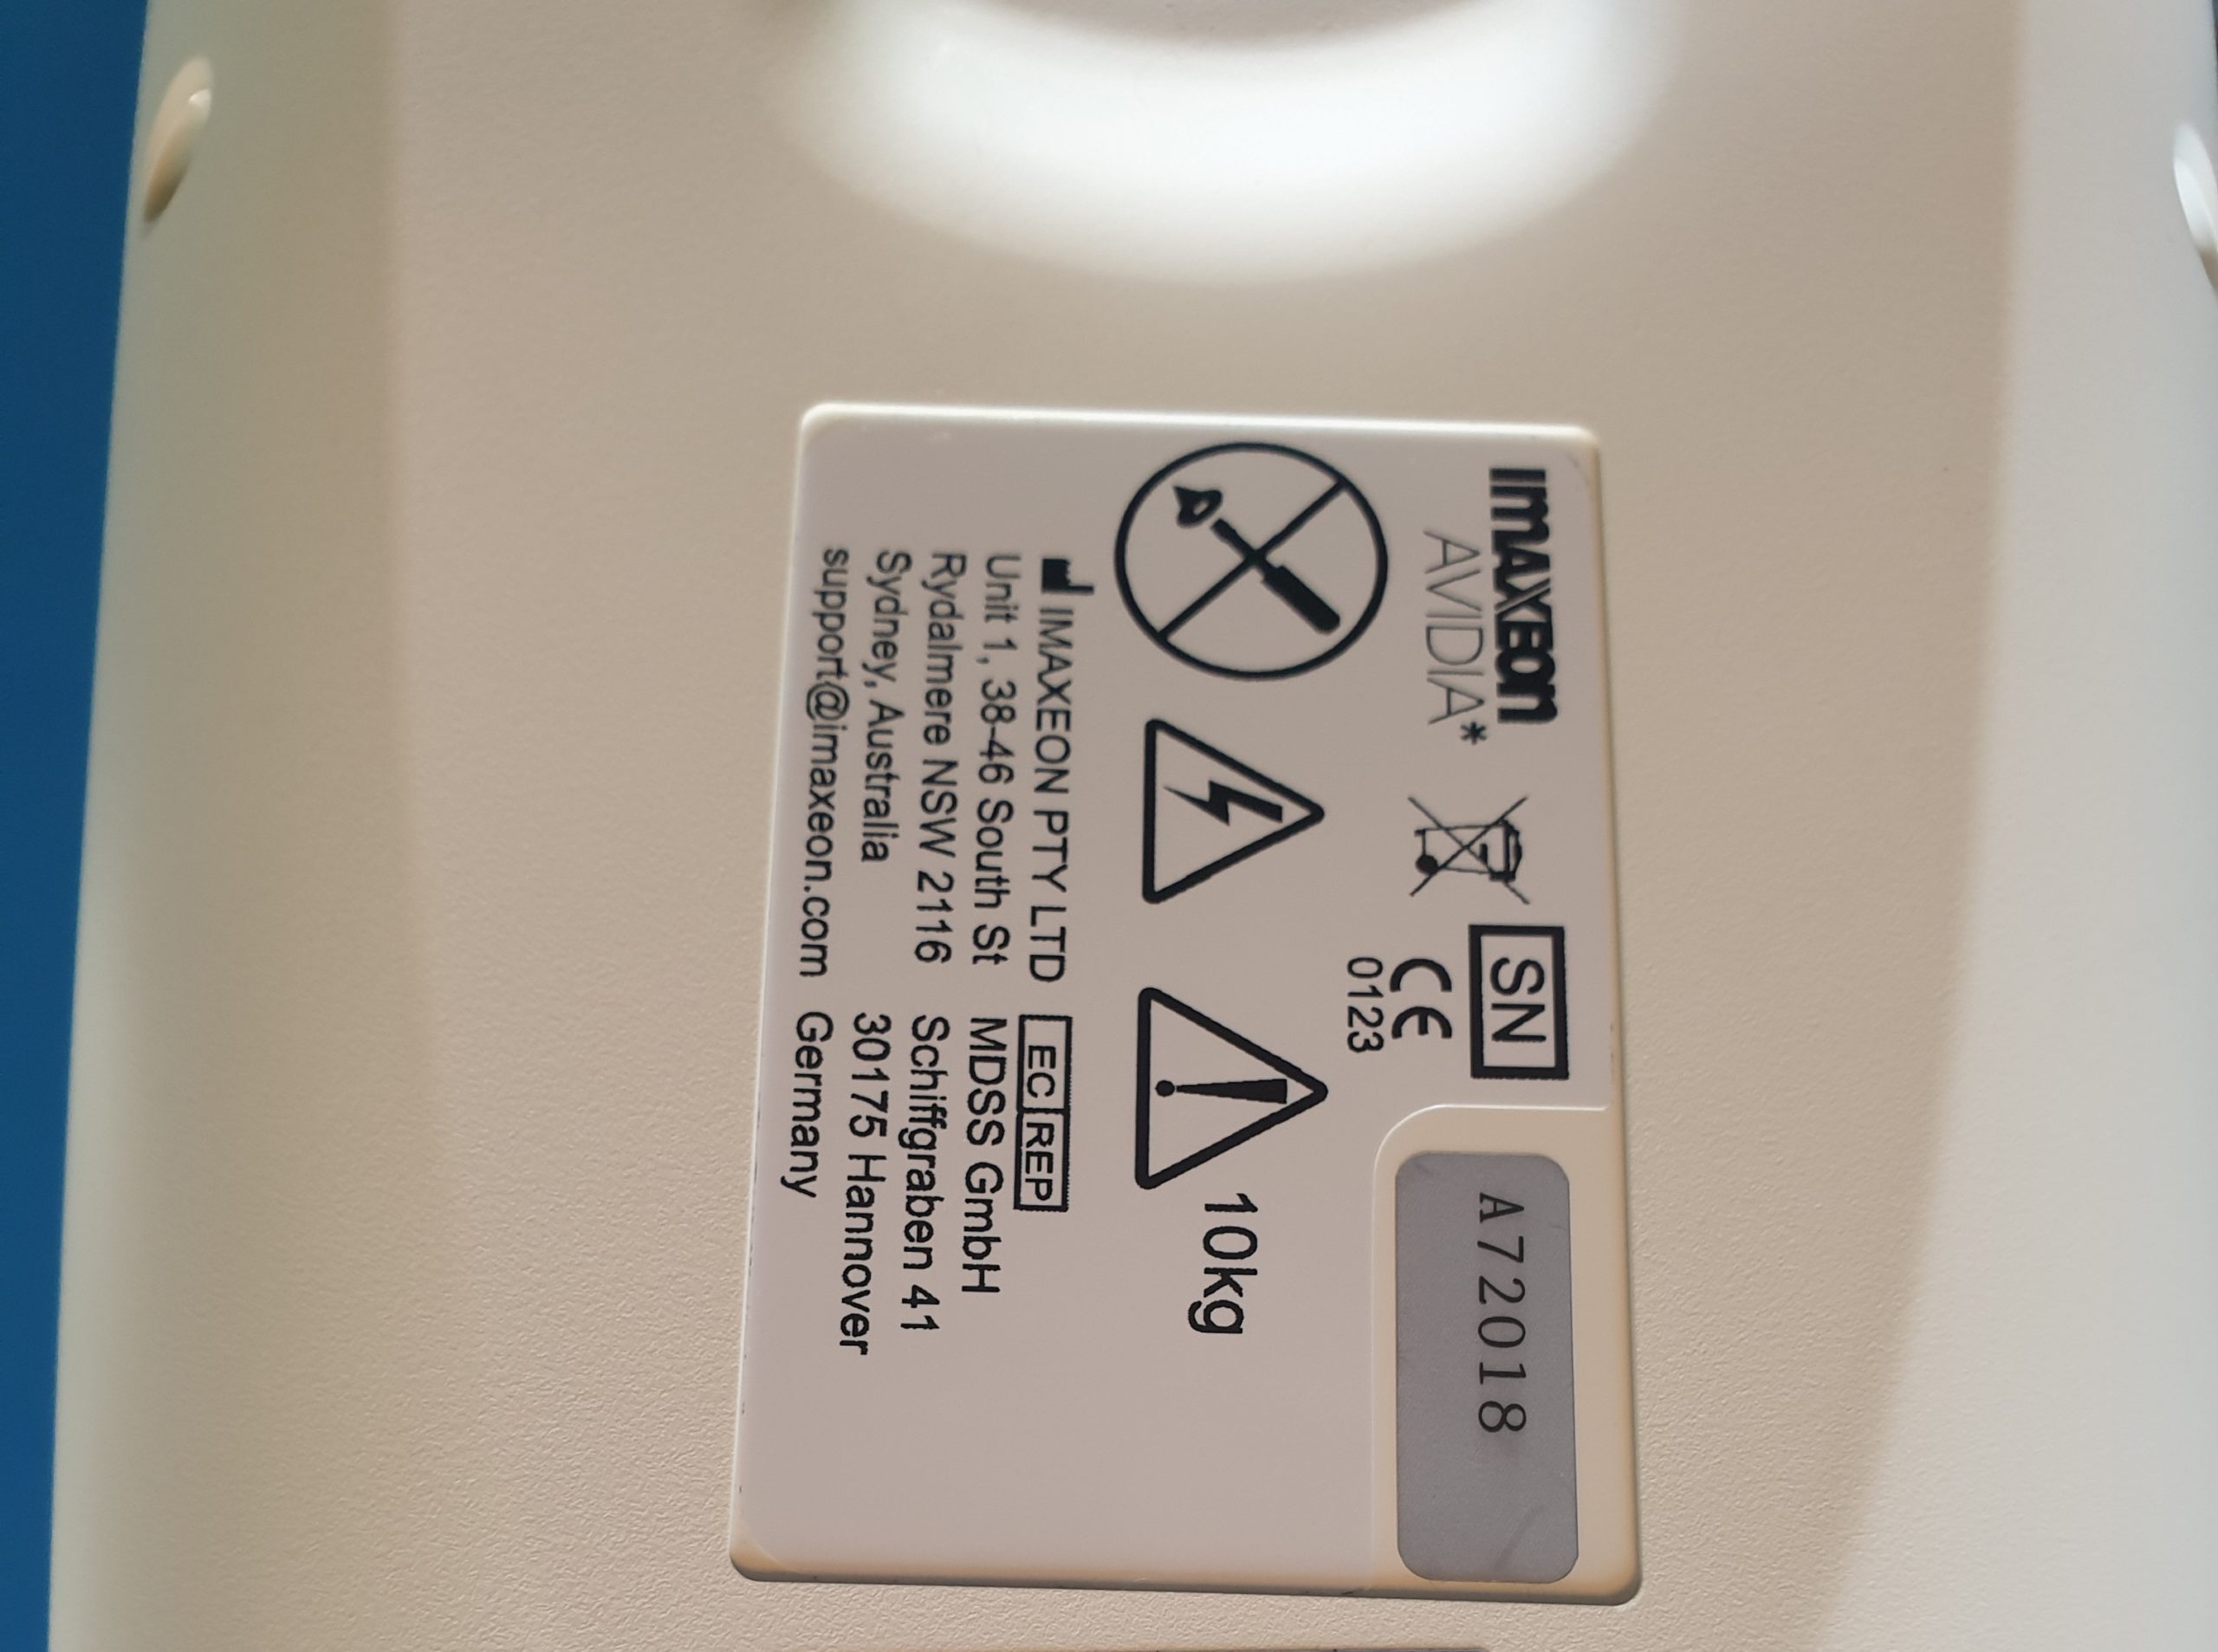 IMAXEON
AVIDIA*
SN
A72018
CE
0123
10kg
IMAXEON PTY LTD
Unit 1, 38-46 South St
Rydalmere NSW 2116
Sydney, Australia
support@imaxeon.com
EC REP
MDSS GmbH
Schiffgraben 41
30175 Hannover
Germany